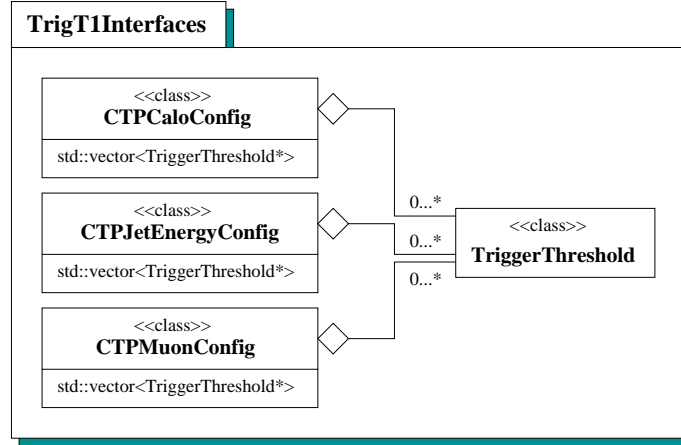 TrigT1Interfaces
<<class>>
CTPCaloConfig
std::vector<TriggerThreshold*>
<<class>>
CTPJetEnergyConfig
std::vector<TriggerThreshold*>
<<class>>
CTPMuonConfig
std::vector<TriggerThreshold*>
0...*
0...*
0...*
<<class>>
TriggerThreshold